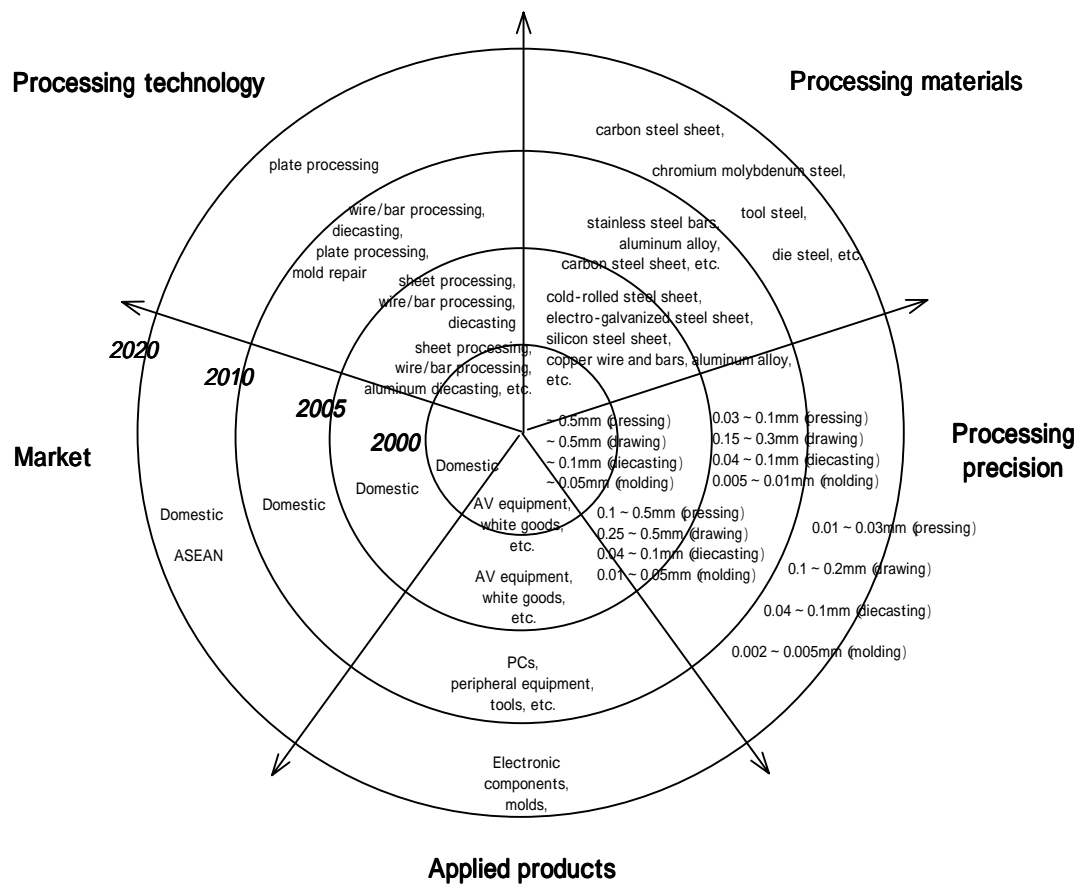 Processing technology
Processing materials
carbon steel sheet,
chromium molybdenum steel,
tool steel,
die steel, etc.
plate processing
wire/bar processing,
diecasting,
plate processing,
mold repair
stainless steel bars,
aluminum alloy,
carbon steel sheet, etc.
sheet processing,
wire/bar processing,
diecasting
cold-rolled steel sheet,
electro-galvanized steel sheet,
silicon steel sheet,
copper wire and bars, aluminum alloy,
etc.
sheet processing,
wire/bar processing,
aluminum diecasting, etc.
2020
2010
2005
2000
Market
Domestic
Domestic
Domestic
Domestic
ASEAN
Processing
precision
~ 0.5mm (pressing)
~ 0.5mm (drawing)
~ 0.1mm (diecasting)
~ 0.05mm (molding)
0.03 ~ 0.1mm (pressing)
0.15 ~ 0.3mm (drawing)
0.04 ~ 0.1mm (diecasting)
0.005 ~ 0.01mm (molding)
0.1 ~ 0.5mm (pressing)
0.25 ~ 0.5mm (drawing)
0.04 ~ 0.1mm (diecasting)
0.01 ~ 0.05mm (molding)
0.01 ~ 0.03mm (pressing)
0.1 ~ 0.2mm (drawing)
0.04 ~ 0.1mm (diecasting)
0.002 ~ 0.005mm (molding)
AV equipment,
white goods,
etc.
AV equipment,
white goods,
etc.
PCs,
peripheral equipment,
tools, etc.
Electronic
components,
molds,
Applied products